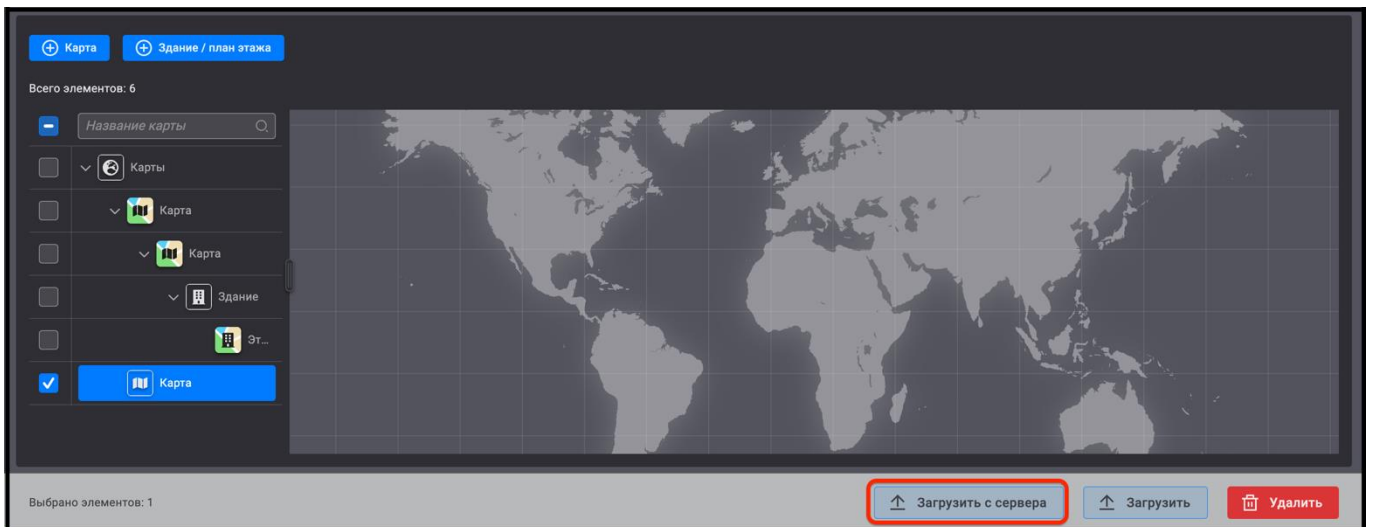 Карта
Здание / план этажа
Всего элементов: 6
Название карты
Карты
Карта
Карта
Здание
Эт...
Карта
Выбрано элементов: 1
Загрузить с сервера
Загрузить
Удалить